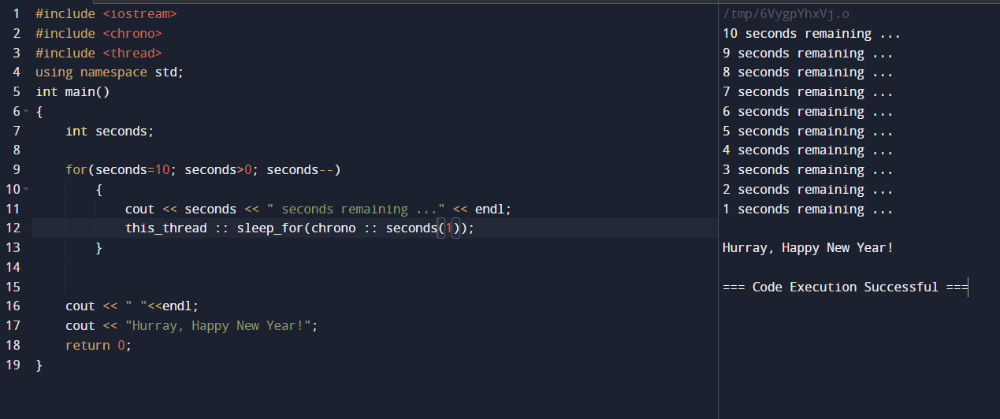 1 #include <iostream>
2 #include <chrono>
3 #include <thread>
4 using namespace std;
5 int main()
6 {
7 int seconds;
8
9 for(seconds=10; seconds>0; seconds--)
10 {
11 cout << seconds << " seconds remaining ..." << endl;
12 this_thread :: sleep_for(chrono :: seconds(1));
13 }
14
15
16 cout << " "<<endl;
17 cout << "Hurray, Happy New Year!";
18 return 0;
19 }
/tmp/6VygpYhxVj.o
10 seconds remaining ...
9 seconds remaining ...
8 seconds remaining ...
7 seconds remaining ...
6 seconds remaining ...
5 seconds remaining ...
4 seconds remaining ...
3 seconds remaining ...
2 seconds remaining ...
1 seconds remaining ...
Hurray, Happy New Year!
=== Code Execution Successful ===